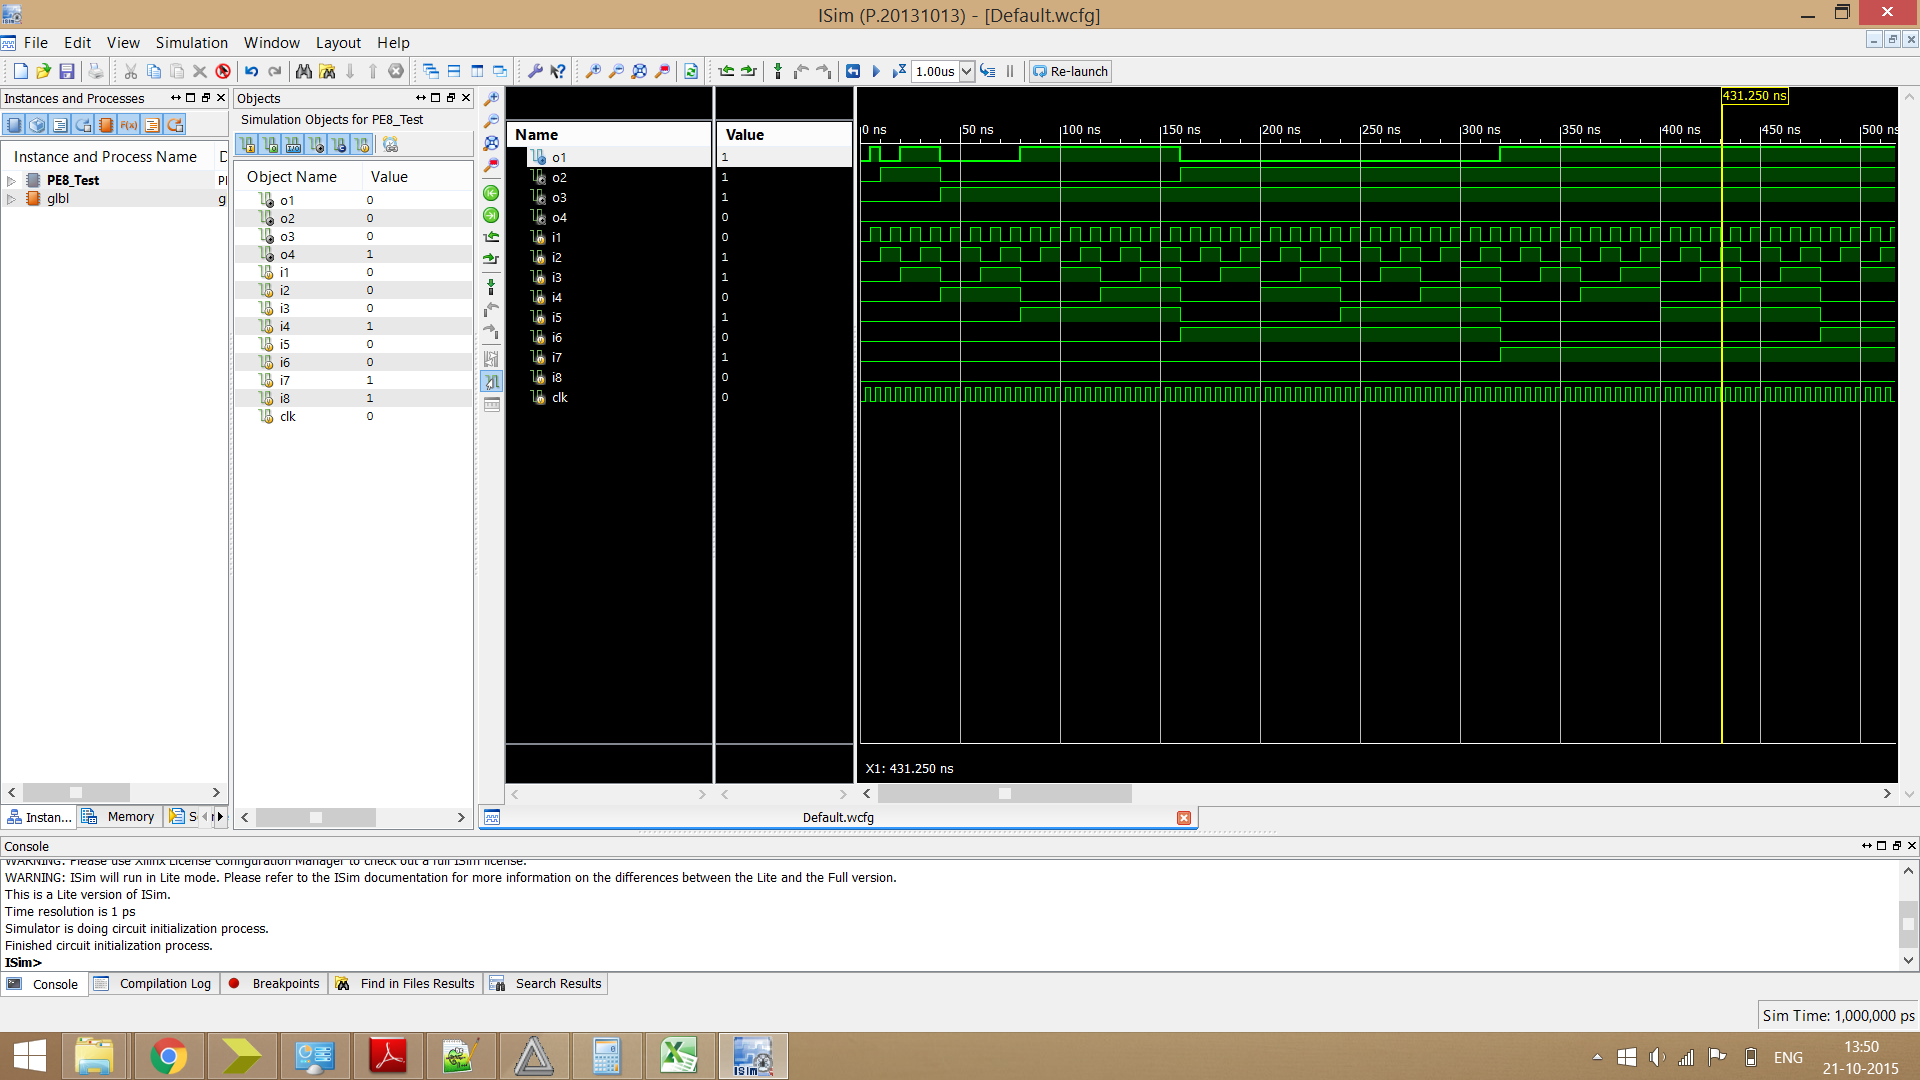 ISim (P.20131013) - [Default.wcfg]
File Edit View Simulation Window Layout Help
1.00us Re-launch
Instances and Processes
Instance and Process Name
PE8_Test
glbl g
Instan... Memory
Objects
Simulation Objects for PE8_Test
Object Name Value
o1 0
o2 0
o3 0
o4 1
i1 0
i2 0
i3 0
i4 1
i5 0
i6 0
i7 1
i8 1
clk 0
Name Value
o1 1
o2 1
o3 1
o4 0
i1 0
i2 1
i3 1
i4 0
i5 1
i6 0
i7 1
i8 0
clk 0
431.250 ns
0 ns 50 ns 100 ns 150 ns 200 ns 250 ns 300 ns 350 ns 400 ns 450 ns 500 ns
X1: 431.250 ns
Default.wcfg
Console
WARNING: Please use Xilinx License Configuration Manager to check out a full ISim license.
WARNING: ISim will run in Lite mode. Please refer to the ISim documentation for more information on the differences between the Lite and the Full version.
This is a Lite version of ISim.
Time resolution is 1 ps
Simulator is doing circuit initialization process.
Finished circuit initialization process.
ISim>
Console Compilation Log Breakpoints Find in Files Results Search Results
Sim Time: 1,000,000 ps
ISim
ENG
13:50
21-10-2015